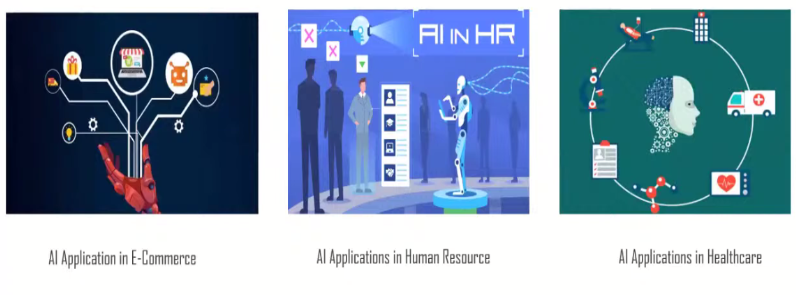 AI IN HR
AI Application in E-Commerce
AI Applications in Human Resource
AI Applications in Healthcare